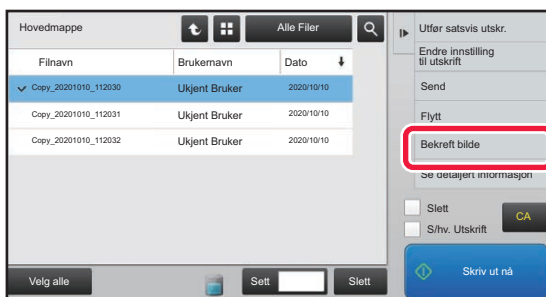 Hovedmappe
Alle Filer
Filnavn Brukernavn Dato
Copy_20201010_112030 Ukjent Bruker 2020/10/10
Copy_20201010_112031 Ukjent Bruker 2020/10/10
Copy_20201010_112032 Ukjent Bruker 2020/10/10
Velg alle
Sett
Slett
Utfør satsvis utskr.
Endre innstilling
til utskrift
Send
Flytt
Bekreft bilde
Se detaljert informasjon
Slett
S/hv. Utskrift
CA
Skriv ut nå